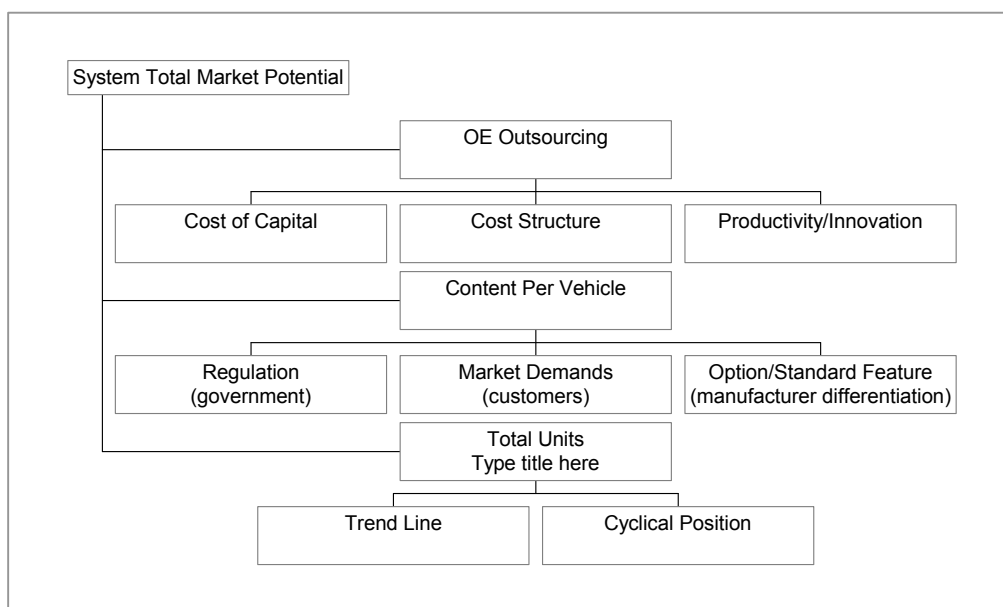 System Total Market Potential
OE Outsourcing
Cost of Capital
Cost Structure
Productivity/Innovation
Content Per Vehicle
Regulation
(government)
Market Demands
(customers)
Option/Standard Feature
(manufacturer differentiation)
Total Units
Type title here
Trend Line
Cyclical Position